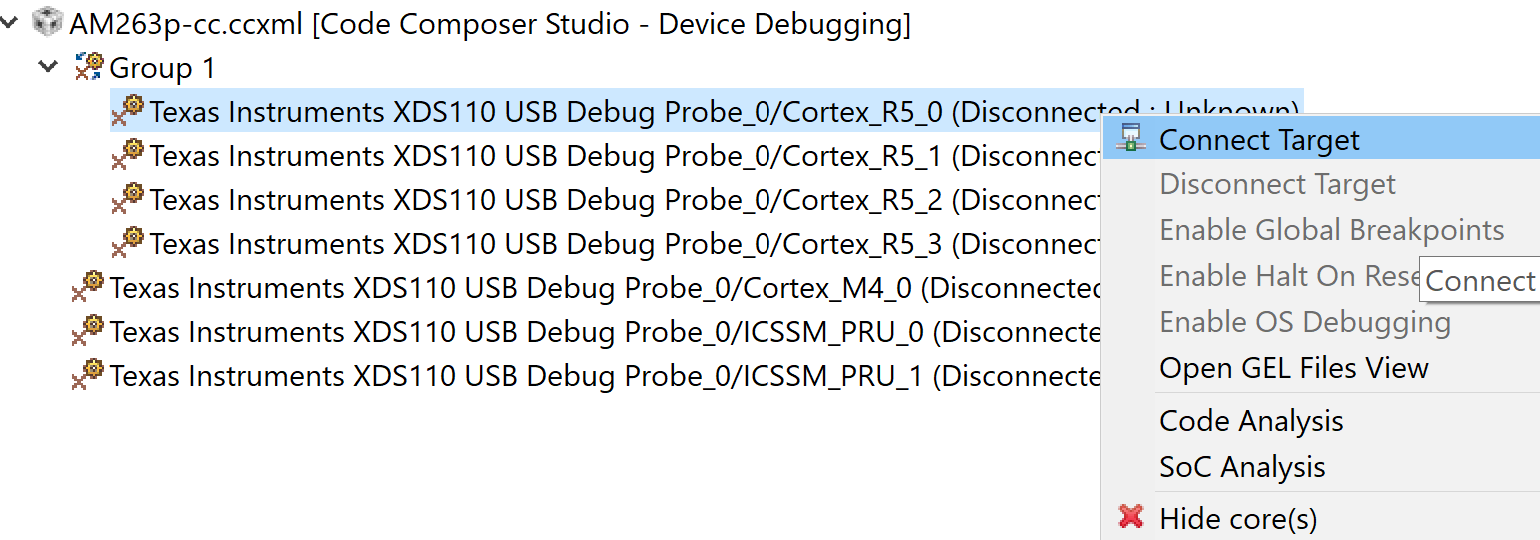 AM263p-cc.ccxml [Code Composer Studio - Device Debugging]
Group 1
Texas Instruments XDS110 USB Debug Probe_0/Cortex_R5_0 (Disconnected : Unknown)
Texas Instruments XDS110 USB Debug Probe_0/Cortex_R5_1 (Disconnec
Texas Instruments XDS110 USB Debug Probe_0/Cortex_R5_2 (Disconnec
Texas Instruments XDS110 USB Debug Probe_0/Cortex_R5_3 (Disconnec
Texas Instruments XDS110 USB Debug Probe_0/Cortex_M4_0 (Disconnected
Texas Instruments XDS110 USB Debug Probe_0/ICSSM_PRU_0 (Disconnecte
Texas Instruments XDS110 USB Debug Probe_0/ICSSM_PRU_1 (Disconnecte
Connect Target
Disconnect Target
Enable Global Breakpoints
Enable Halt On Rese
Connect
Enable OS Debugging
Open GEL Files View
Code Analysis
SoC Analysis
Hide core(s)